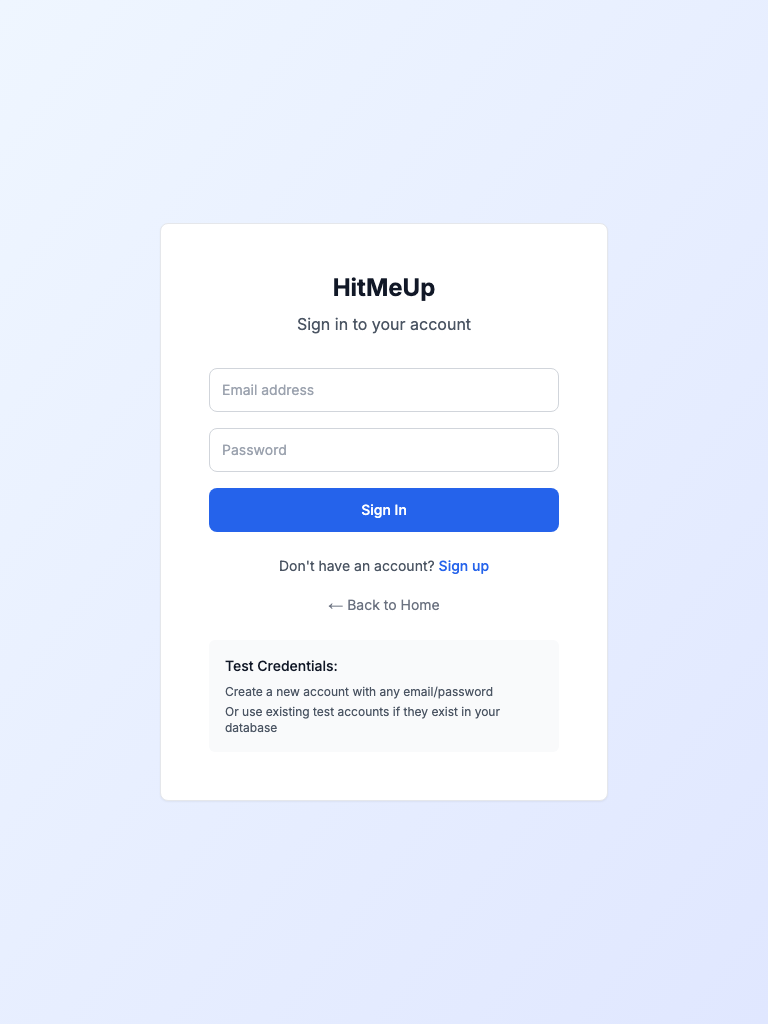 HitMeUp
Sign in to your account
Email address
Password
Sign In
Don't have an account? Sign up
← Back to Home
Test Credentials:
Create a new account with any email/password
Or use existing test accounts if they exist in your
database